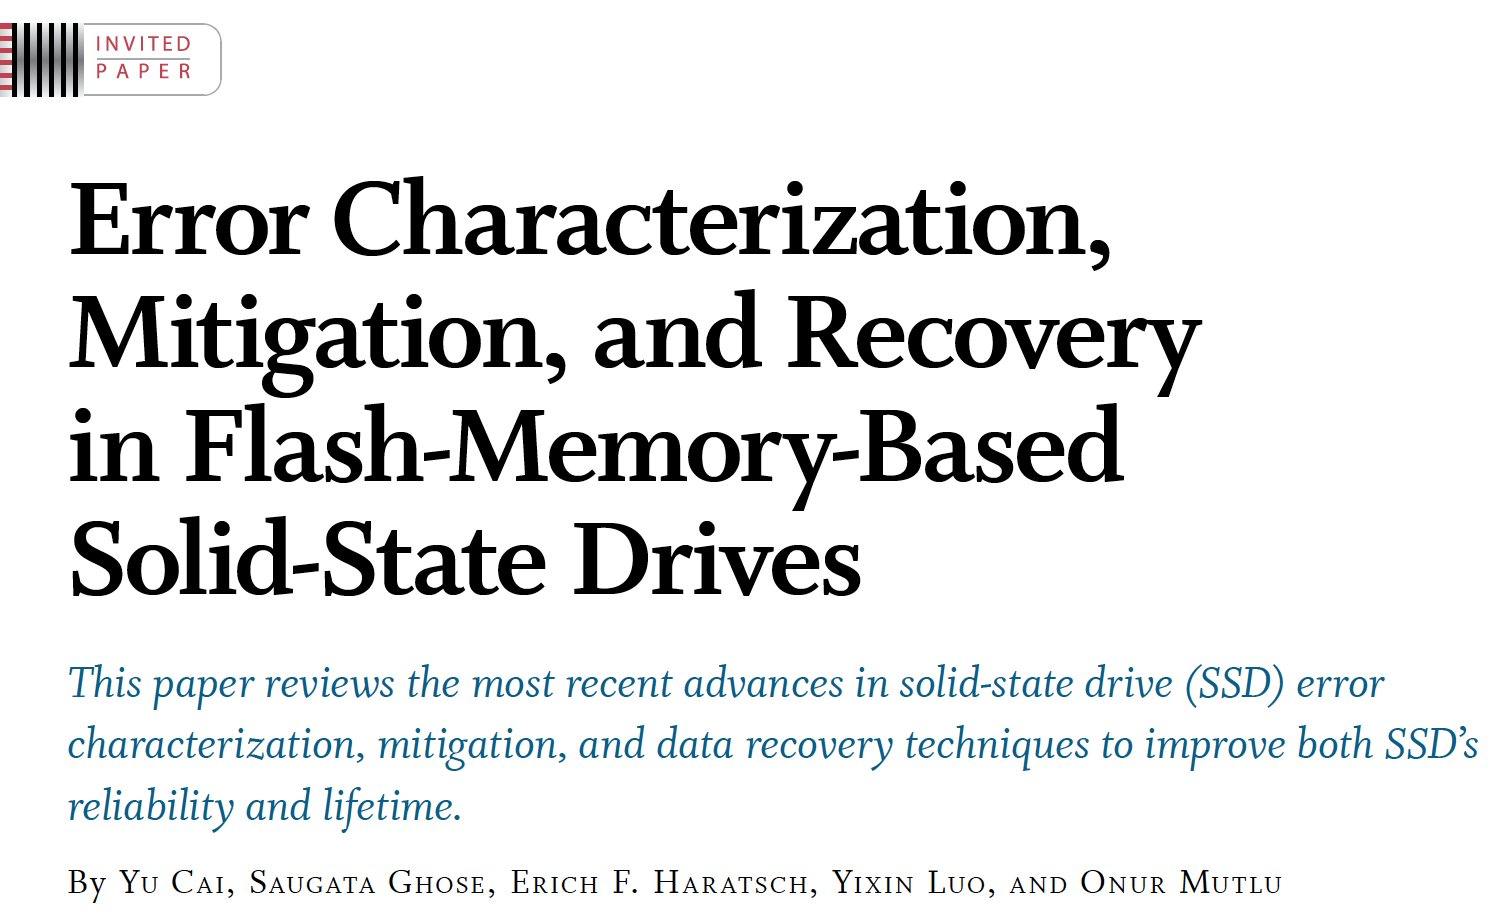 INVITED
PAPER
Error Characterization,
Mitigation, and Recovery
in Flash-Memory-Based
Solid-State Drives
This paper reviews the most recent advances in solid-state drive (SSD) error
characterization, mitigation, and data recovery techniques to improve both SSD’s
reliability and lifetime.
By Yu Cai, Saugata Ghose, Erich F. Haratsch, Yixin Luo, and Onur Mutlu